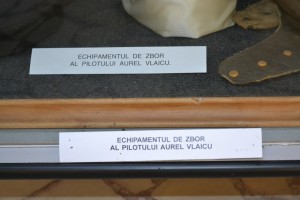 ECHIPAMENTUL DE ZBOR
AL PILOTULUI AUREL VLAICU.
ECHIPAMENTUL DE ZBOR
AL PILOTULUI AUREL VLAICU